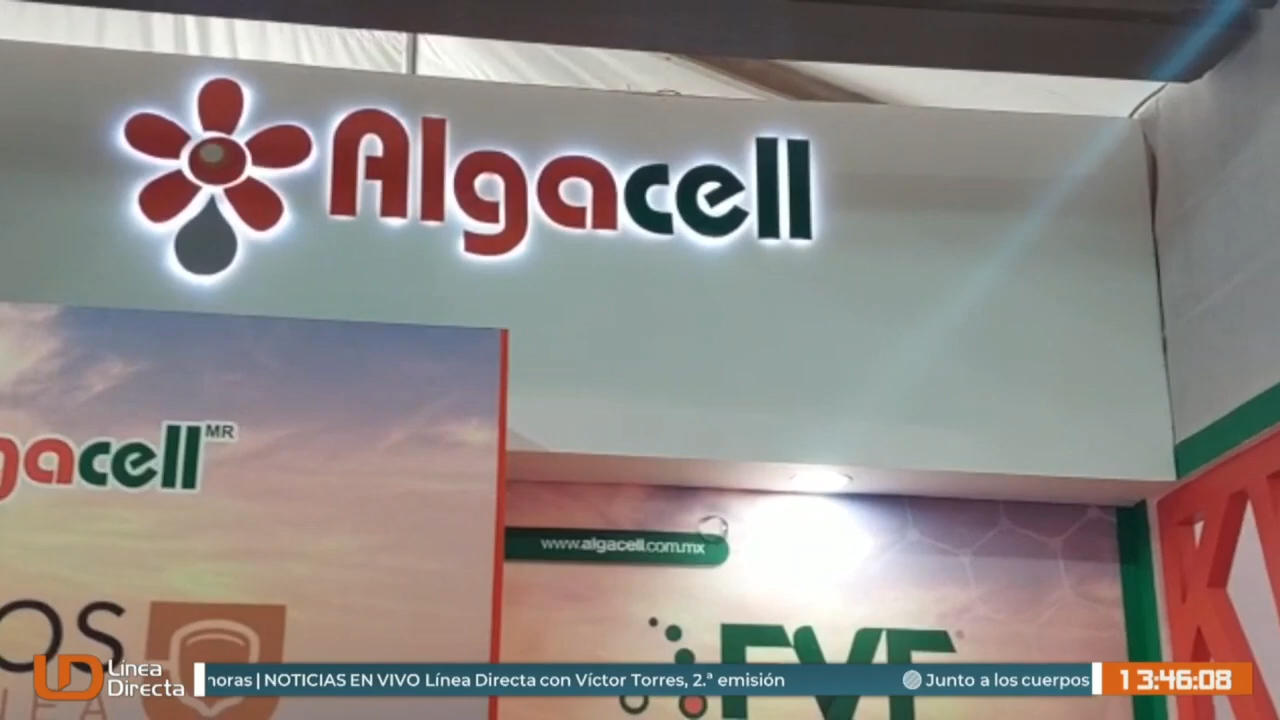 Algacell
gacell MR
www.algacell.com.mx
OS
Línea
Directa
horas | NOTICIAS EN VIVO Línea Directa con Víctor Torres, 2.ª emisión
Junto a los cuerpos
13:46:08